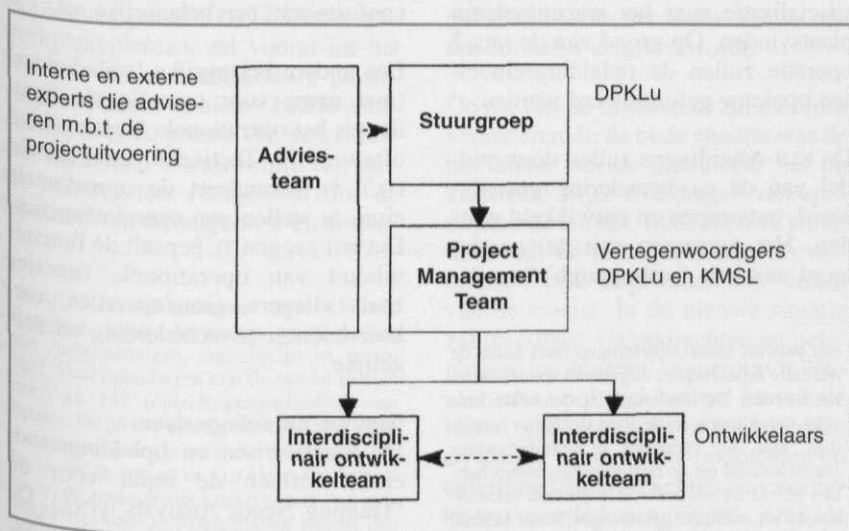 Interne en externe
experts die advise-
ren m.b.t. de
projectuitvoering
Advies-
team
Stuurgroep
DPKLu
Project
Management
Team
Vertegenwoordigers
DPKLu en KMSL
Interdiscipli-
nair ontwik-
kelteam
Interdiscipli-
nair ontwik-
kelteam
Ontwikkelaars